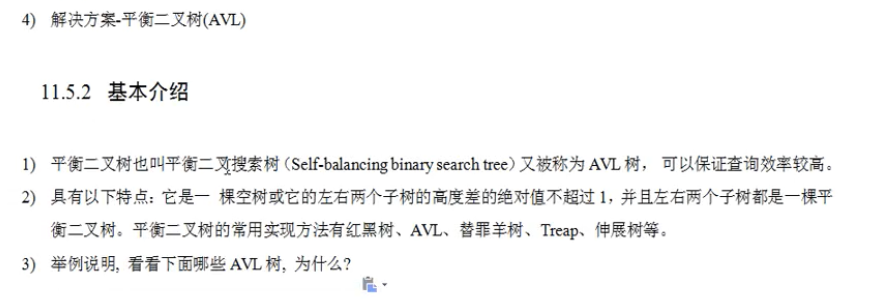 4) 解决方案-平衡二叉树(AVL)
11.5.2 基本介绍
1) 平衡二叉树也叫平衡二叉搜索树（Self-balancing binary search tree）又被称为 AVL 树， 可以保证查询效率较高。
2) 具有以下特点：它是一 棵空树或它的左右两个子树的高度差的绝对值不超过 1，并且左右两个子树都是一棵平
衡二叉树。平衡二叉树的常用实现方法有红黑树、AVL、替罪羊树、Treap、伸展树等。
3) 举例说明, 看看下面哪些 AVL 树, 为什么?